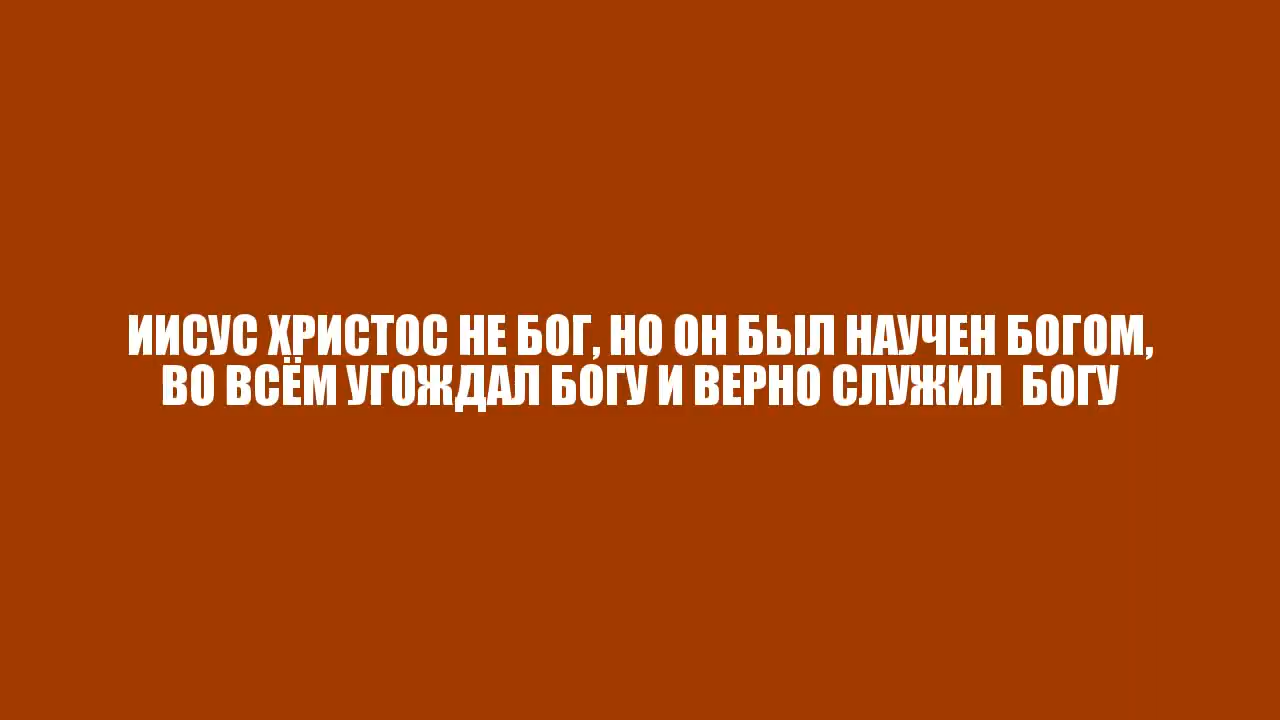 ИИСУС ХРИСТОС НЕ БОГ, НО ОН БЫЛ НАУЧЕН БОГОМ,
ВО ВСЁМ УГОЖДАЛ БОГУ И ВЕРНО СЛУЖИЛ  БОГУ